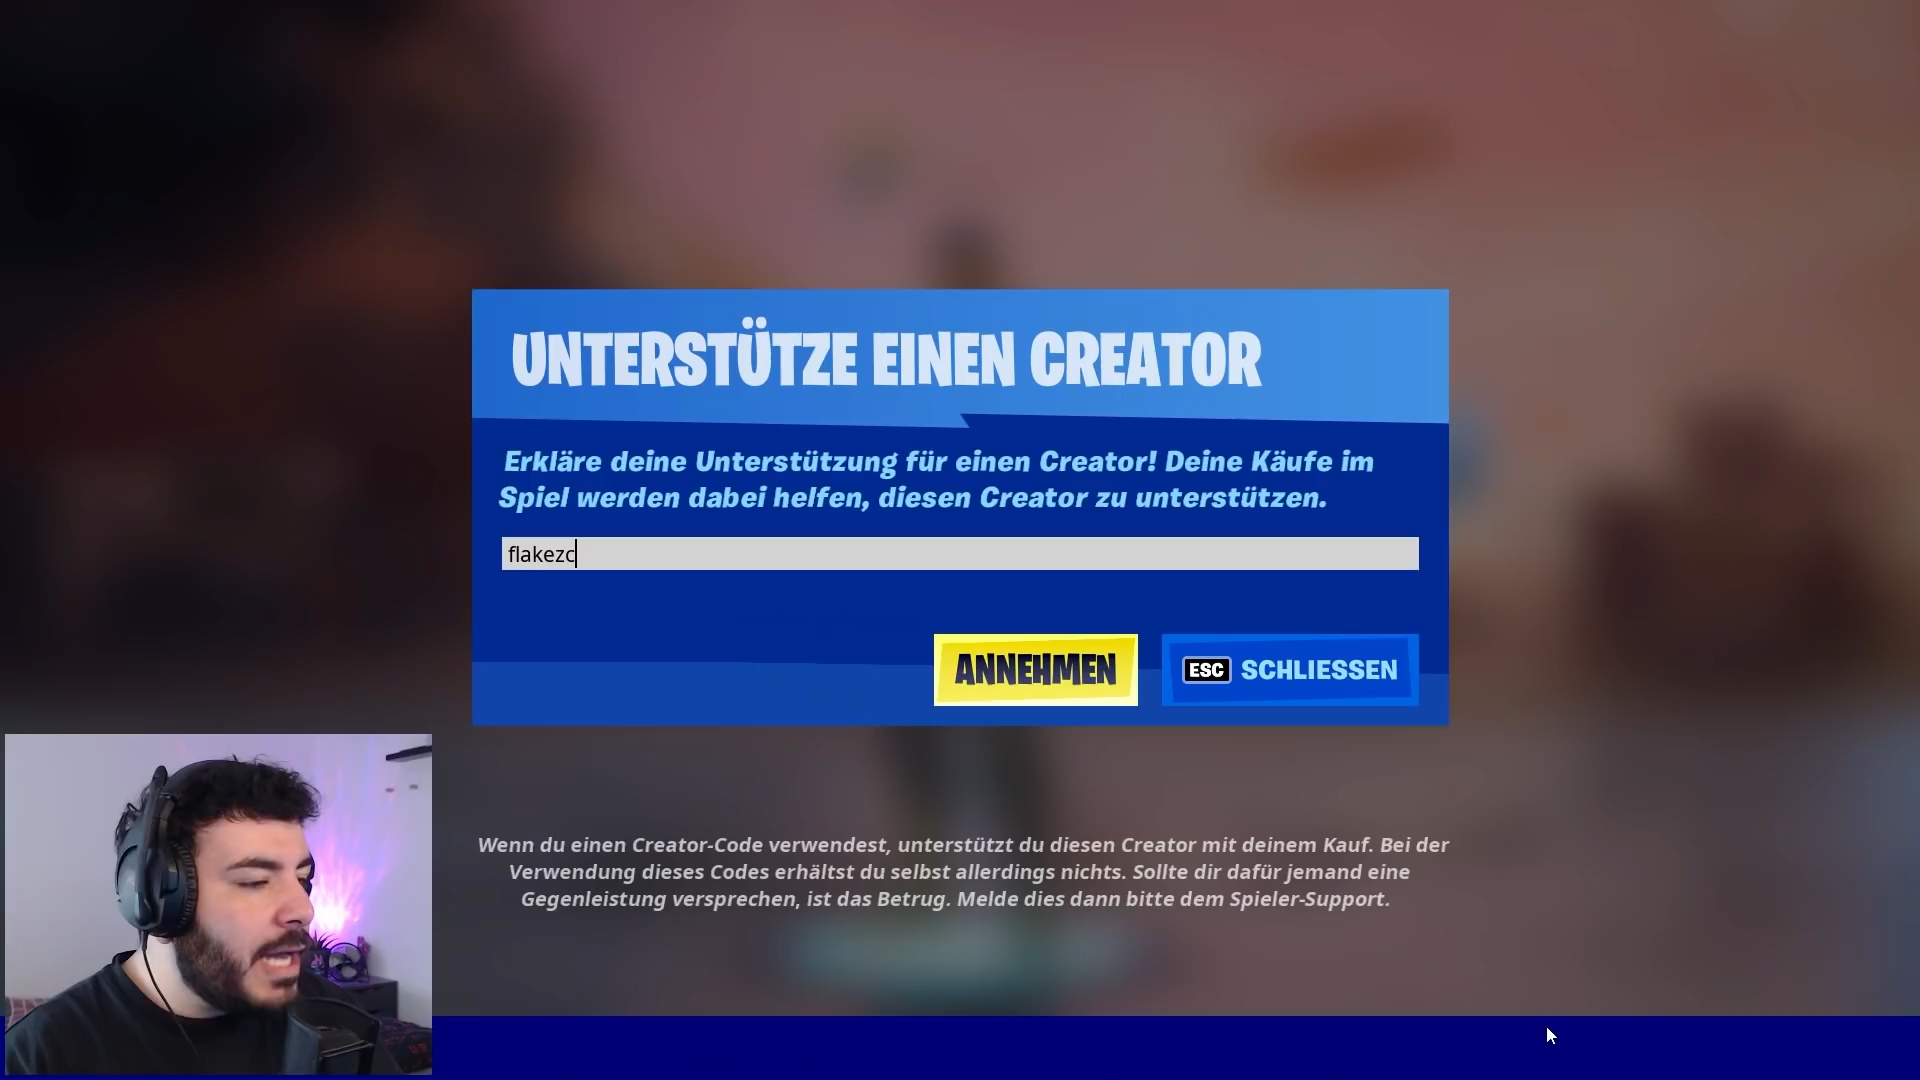 UNTERSTÜTZE EINEN CREATOR
Erkläre deine Unterstützung für einen Creator! Deine Käufe im
Spiel werden dabei helfen, diesen Creator zu unterstützen.
flakezc
ANNEHMEN
ESC SCHLIESSEN
Wenn du einen Creator-Code verwendest, unterstützt du diesen Creator mit deinem Kauf. Bei der
Verwendung dieses Codes erhältst du selbst allerdings nichts. Sollte dir dafür jemand eine
Gegenleistung versprechen, ist das Betrug. Melde dies dann bitte dem Spieler-Support.